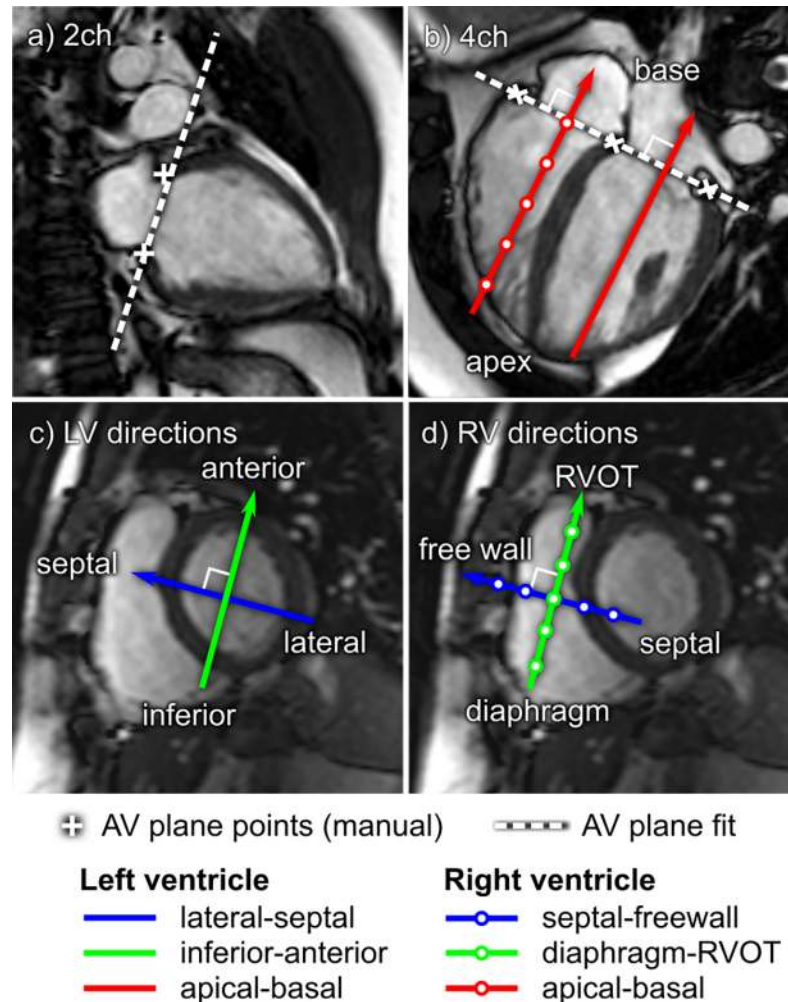 a) 2ch
b) 4ch
base
apex
c) LV directions
anterior
septal
lateral
inferior
d) RV directions
RVOT
free wall
septal
diaphragm
AV plane points (manual)
AV plane fit
Left ventricle
lateral-septal
inferior-anterior
apical-basal
Right ventricle
septal-freewall
diaphragm-RVOT
apical-basal